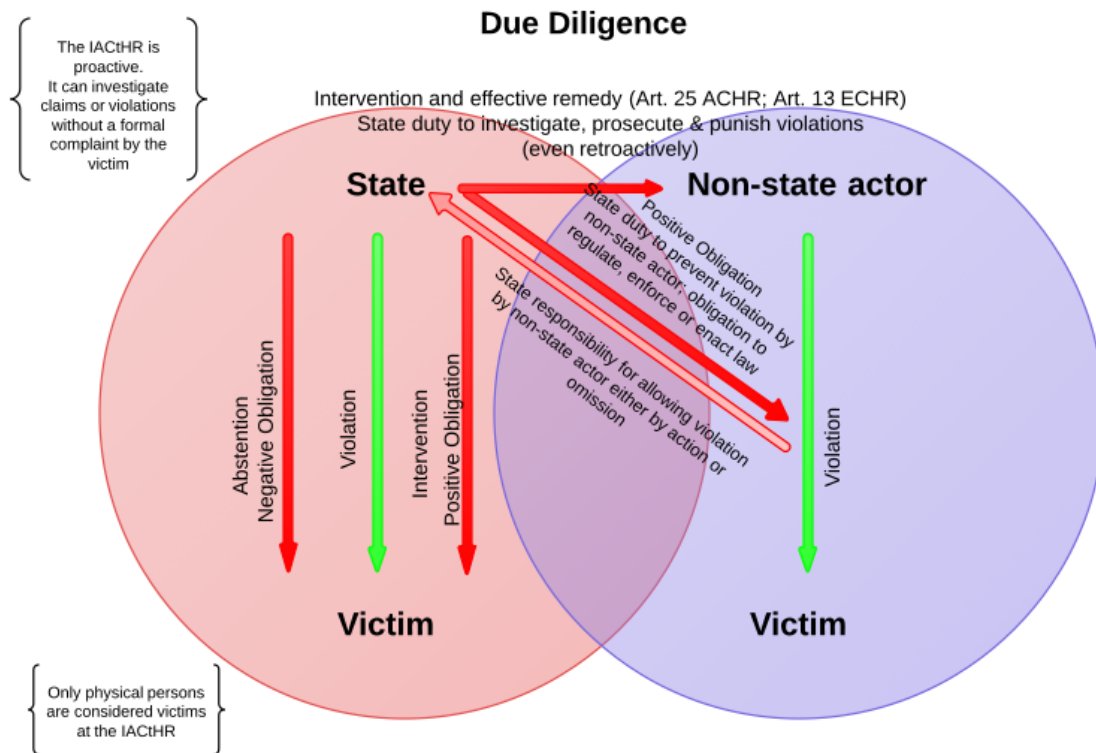 Due Diligence
The IACtHR is
proactive.
It can investigate
claims or violations
without a formal
complaint by the
victim
Intervention and effective remedy (Art. 25 ACHR; Art. 13 ECHR)
State duty to investigate, prosecute & punish violations
(even retroactively)
State
Non-state actor
Positive Obligation
State duty to prevent violation by
non-state actor; obligation to
regulate, enforce or enact law
State responsibility for allowing violation
by non-state actor either by action or
omission
Abstention
Negative Obligation
Violation
Intervention
Positive Obligation
Violation
Victim
Victim
Only physical persons
are considered victims
at the IACtHR